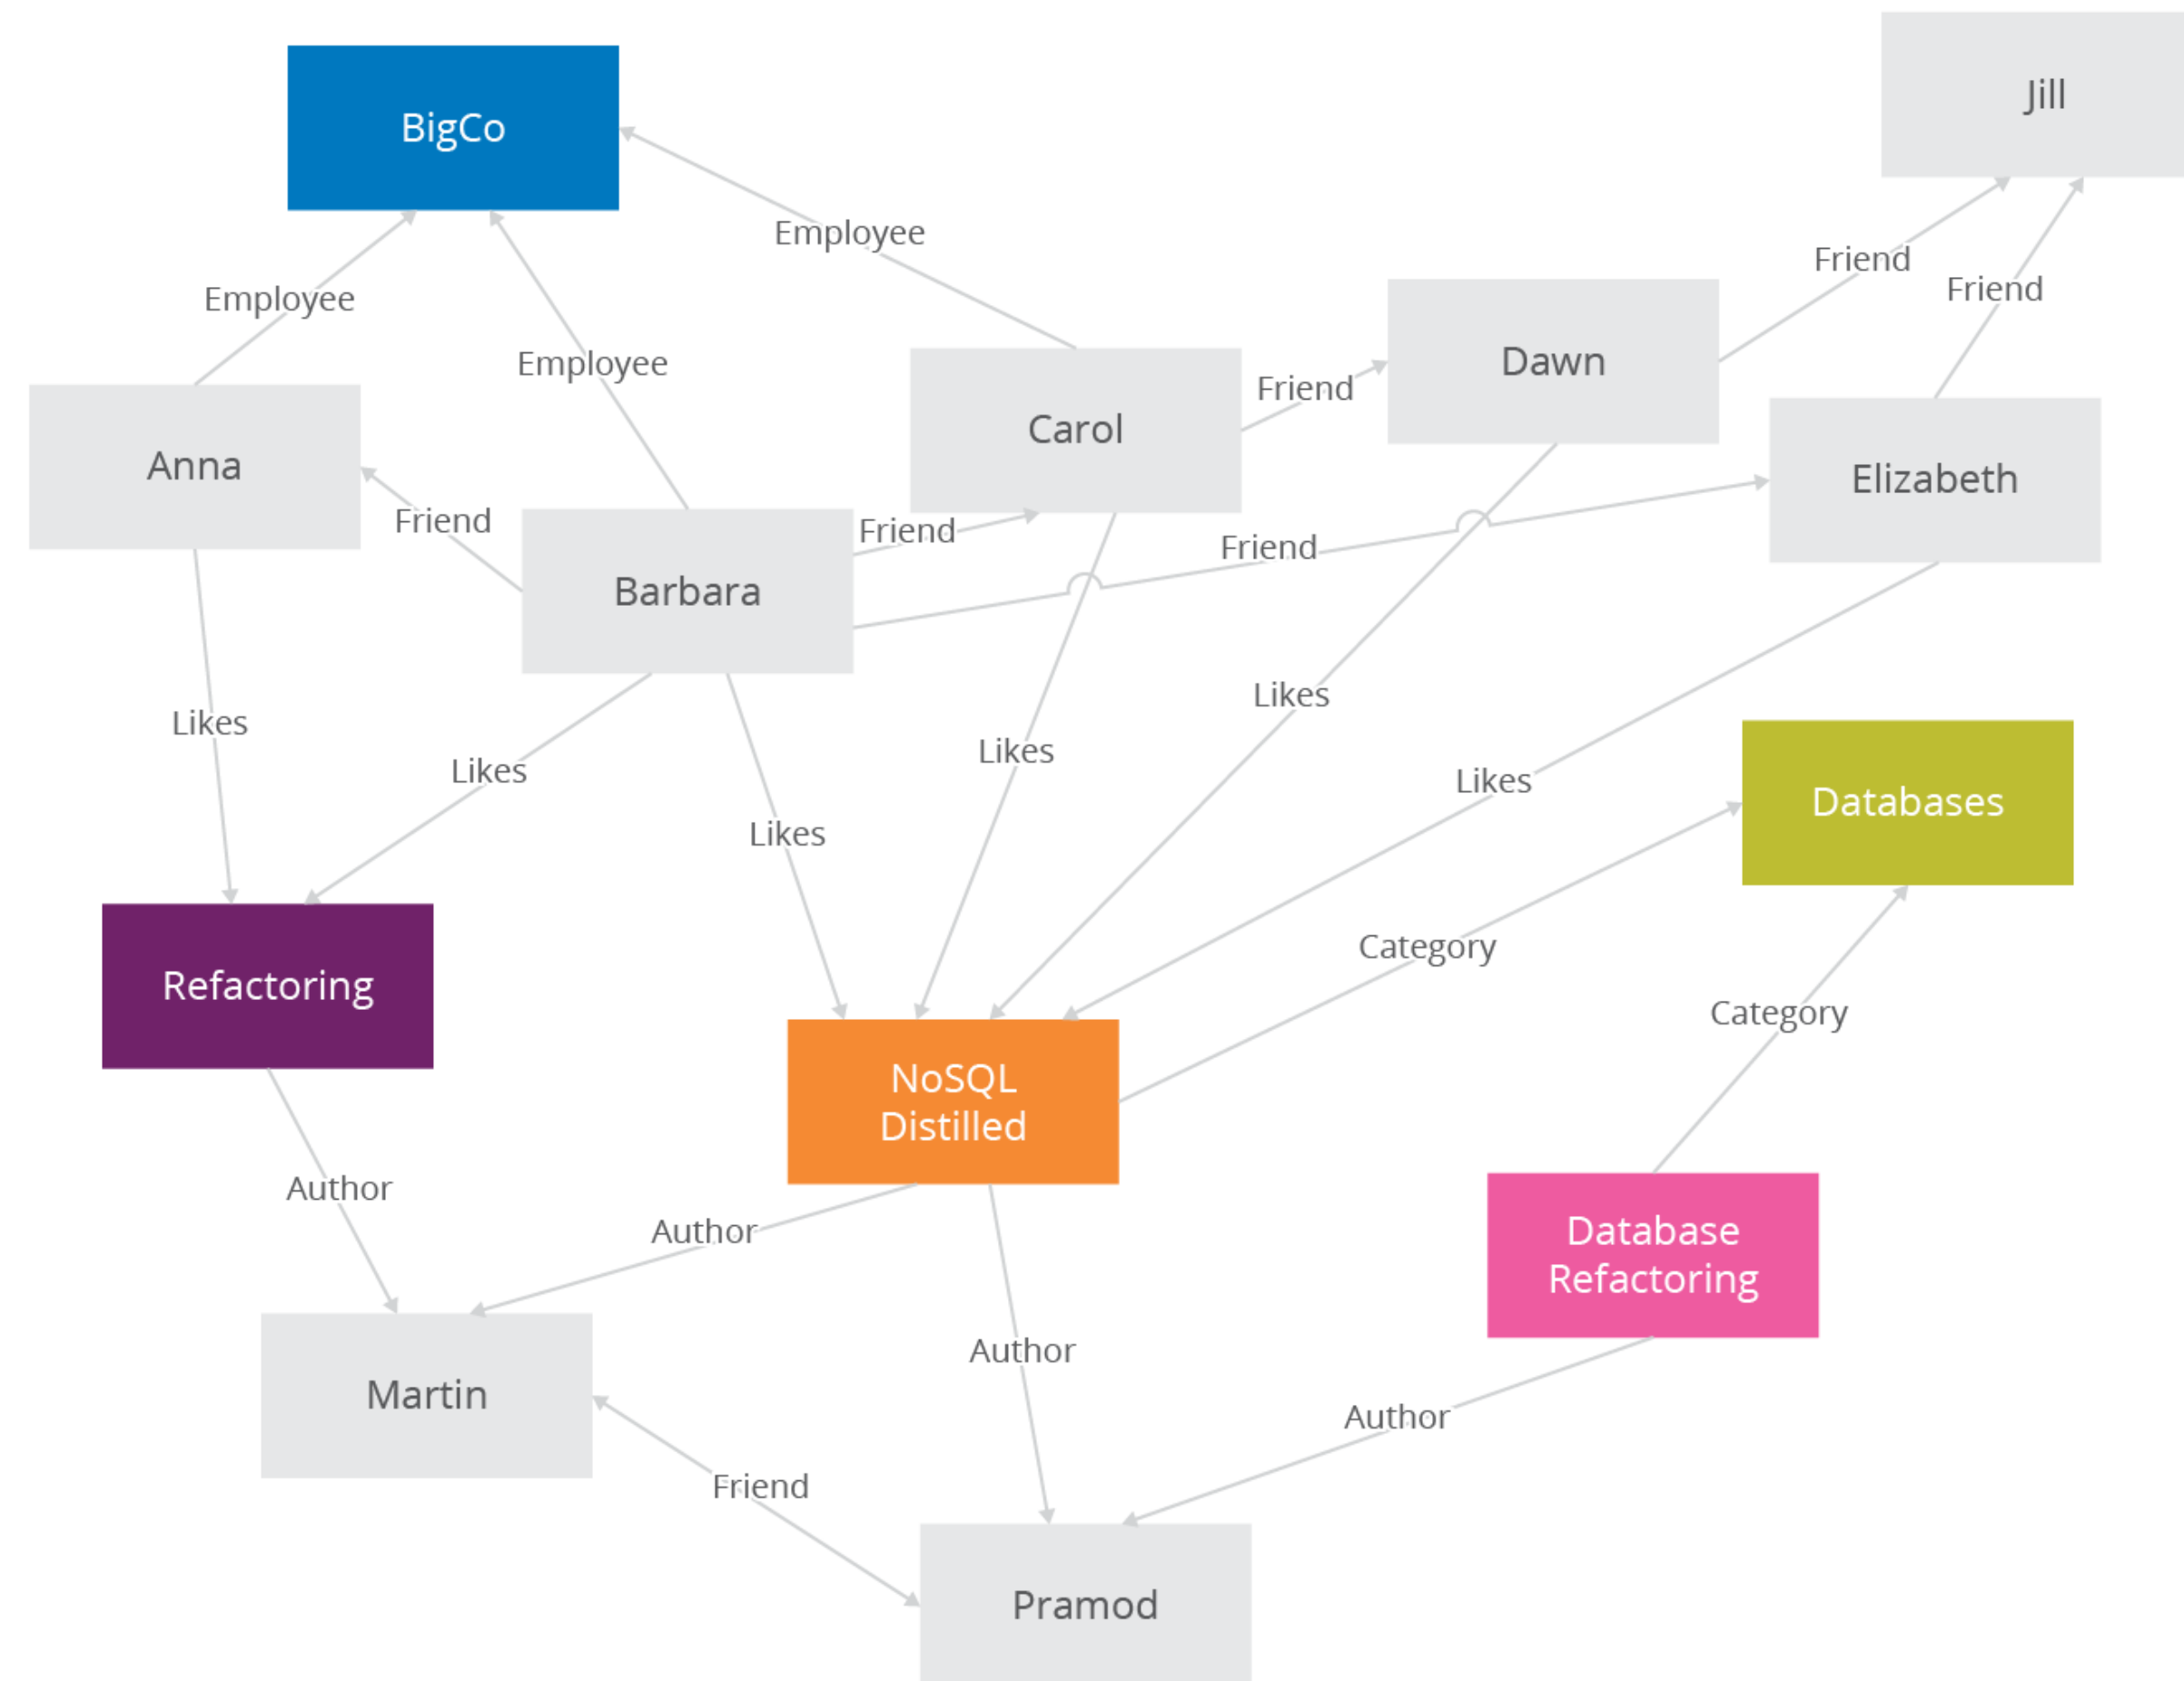 Jill
BigCo
Employee
Friend
Friend
Employee
Dawn
Employee
Friend
Carol
Anna
Elizabeth
Friend
Friend
Friend
Barbara
Likes
Likes
Likes
Likes
Likes
Databases
Likes
Category
Refactoring
Category
NoSQL
Distilled
Author
Author
Database
Refactoring
Author
Martin
Author
Friend
Pramod